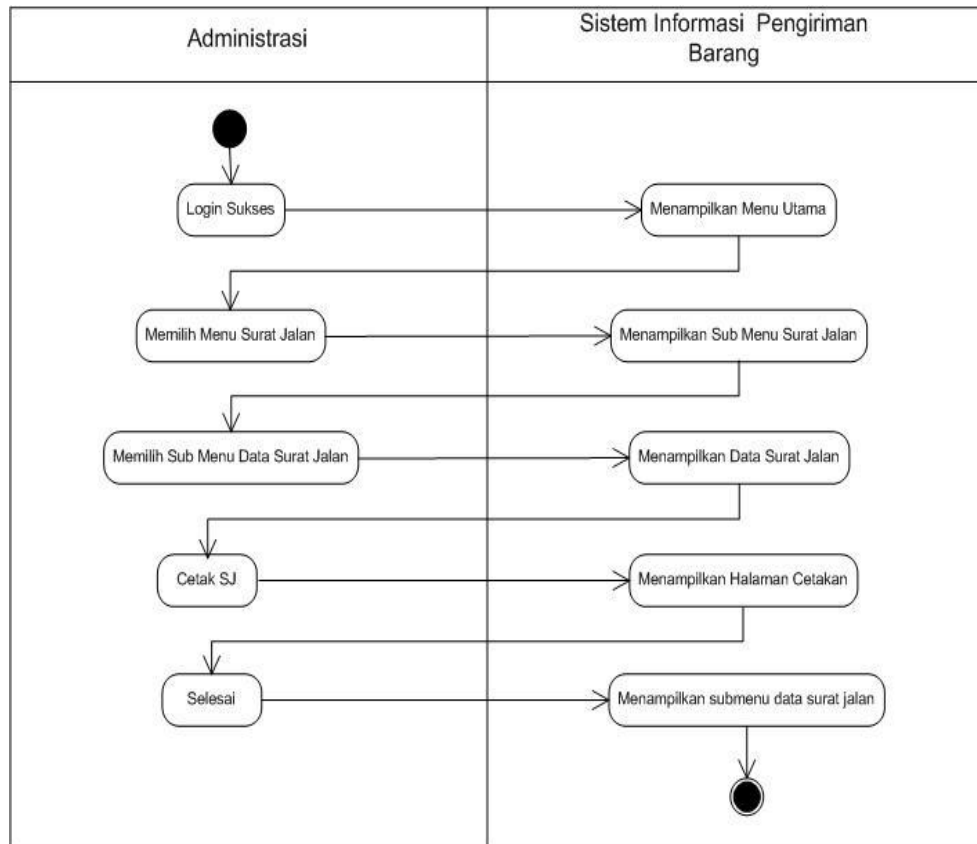 Administrasi
Sistem Informasi Pengiriman
Barang
Login Sukses
Menampilkan Menu Utama
Memilih Menu Surat Jalan
Menampilkan Sub Menu Surat Jalan
Memilih Sub Menu Data Surat Jalan
Menampilkan Data Surat Jalan
Cetak SJ
Menampilkan Halaman Cetakan
Selesai
Menampilkan submenu data surat jalan